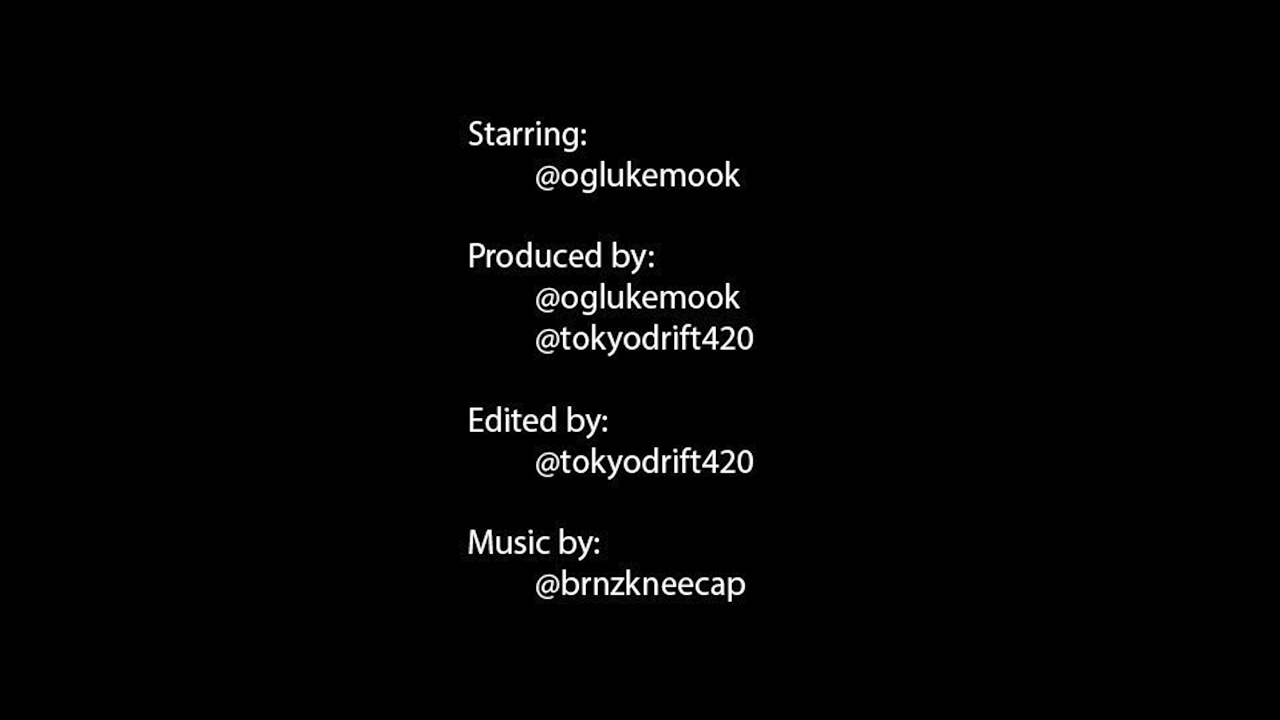 Starring:
@oglukemook
Produced by:
@oglukemook
@tokyodrift420
Edited by:
@tokyodrift420
Music by:
@brnzkneecap